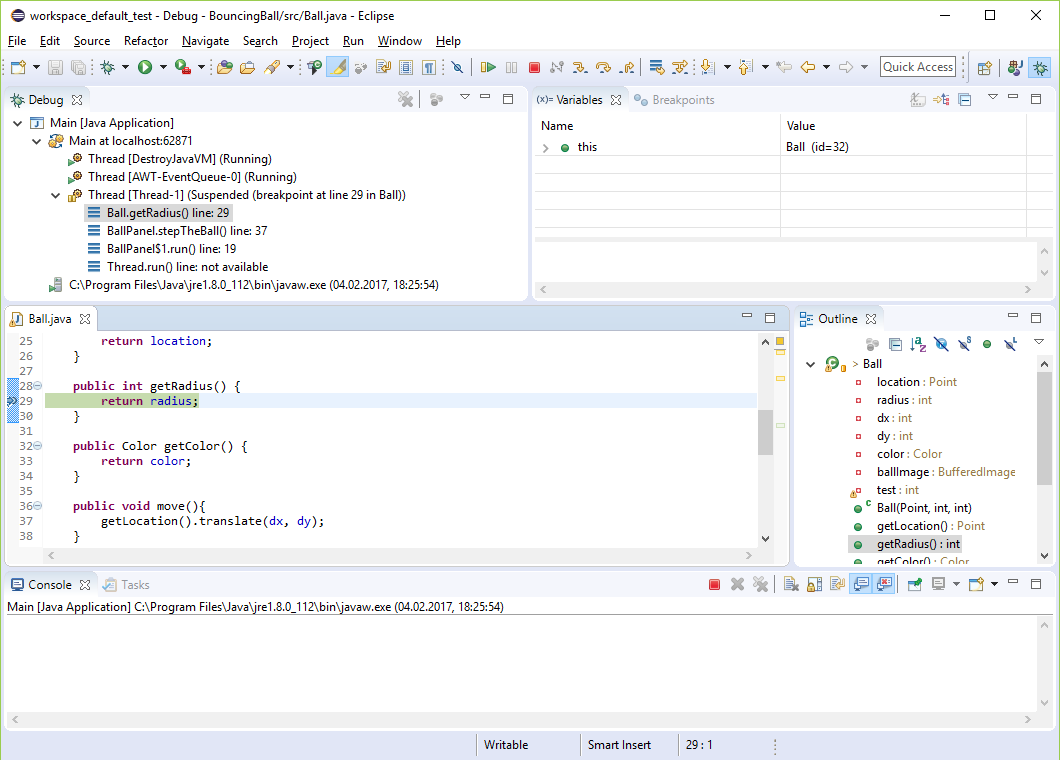 workspace_default_test - Debug - BouncingBall/src/Ball.java - Eclipse
File Edit Source Refactor Navigate Search Project Run Window Help
Quick Access
Debug
Main [Java Application]
Main at localhost:62871
Thread [DestroyJavaVM] (Running)
Thread [AWT-EventQueue-0] (Running)
Thread [Thread-1] (Suspended (breakpoint at line 29 in Ball))
Ball.getRadius() line: 29
BallPanel.stepTheBall() line: 37
BallPanel$1.run() line: 19
Thread.run() line: not available
C:\Program Files\Java\jre1.8.0_112\bin\javaw.exe (04.02.2017, 18:25:54)
(x)= Variables Breakpoints
Name Value
this Ball (id=32)
Ball.java
25 return location;
26 }
27
28 public int getRadius() {
29 return radius;
30 }
31
32 public Color getColor() {
33 return color;
34 }
35
36 public void move(){
37 getLocation().translate(dx, dy);
38 }
Outline
> Ball
location : Point
radius : int
dx : int
dy : int
color : Color
ballImage : BufferedImage
test : int
Ball(Point, int, int)
getLocation() : Point
getRadius() : int
getColor() : Color
Console Tasks
Main [Java Application] C:\Program Files\Java\jre1.8.0_112\bin\javaw.exe (04.02.2017, 18:25:54)
Writable Smart Insert 29 : 1